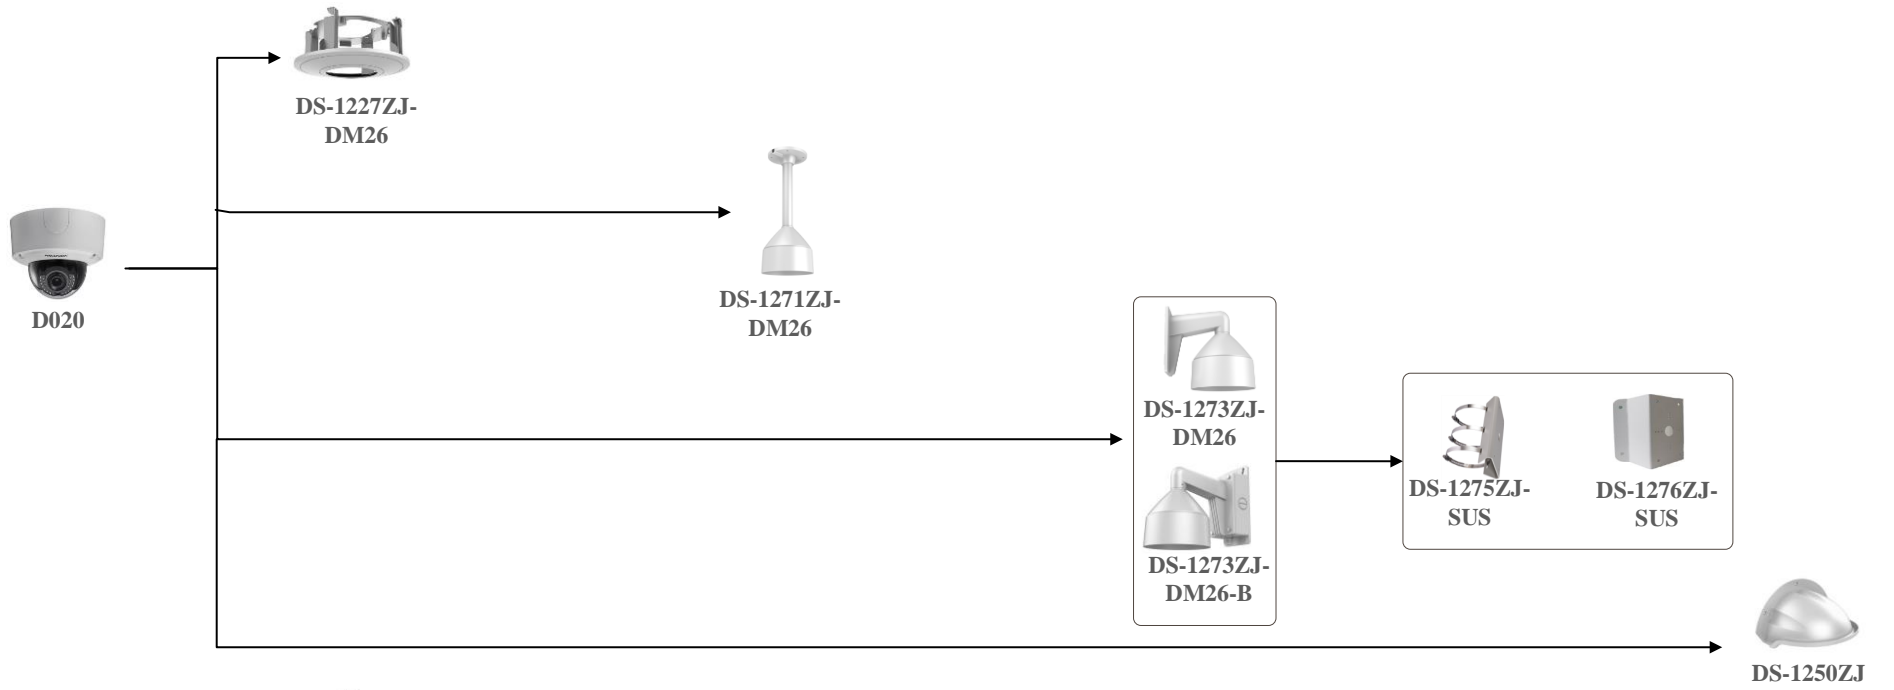 DS-1227ZJ-
DM26
D020
DS-1271ZJ-
DM26
DS-1273ZJ-
DM26
DS-1273ZJ-
DM26-B
DS-1275ZJ-
SUS
DS-1276ZJ-
SUS
DS-1250ZJ